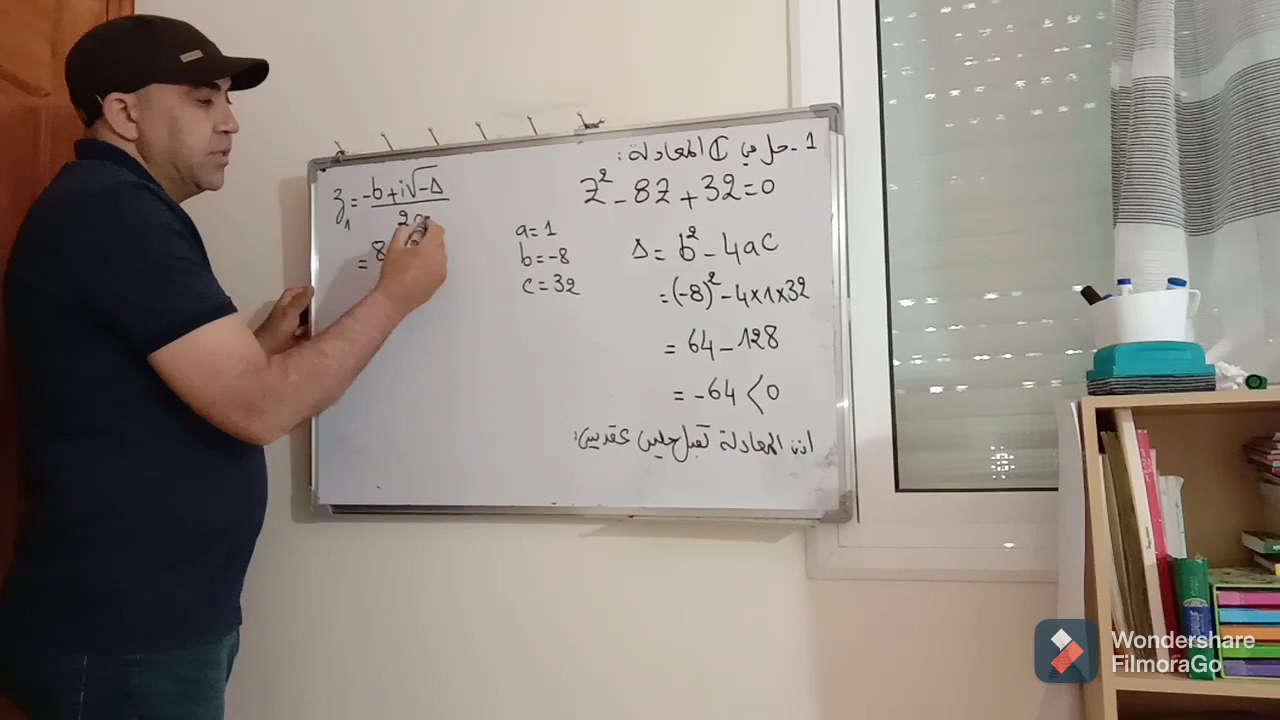 1 - حل في ℂ المعادلة:
Z² - 8Z + 32 = 0
Δ = b² - 4ac
= (-8)² - 4×1×32
= 64 - 128
= -64 < 0
اذن المعادلة تقبل حلين عقديين:
a = 1
b = -8
c = 32
z₁ = (-b + i√-Δ) / 2a
= 8
Wondershare
FilmoraGo